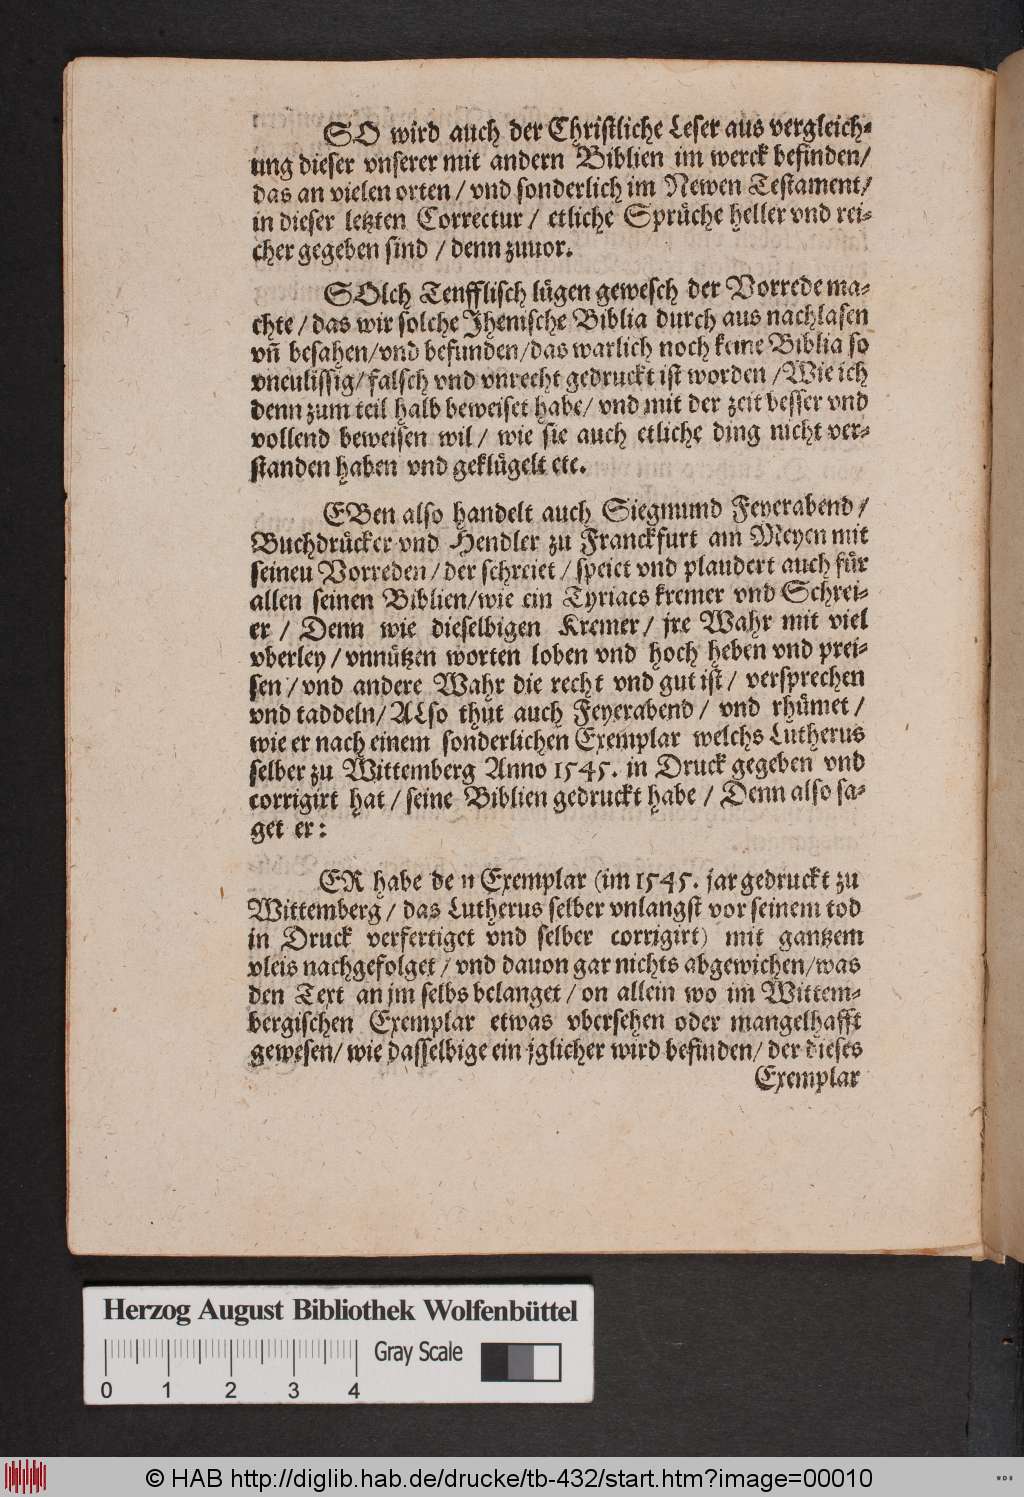 SO wird auch der Christliche Leser aus vergleich⸗
ung dieser vnserer mit andern Biblien im werck befinden/
das an vielen orten / vnd sonderlich im Newen Testament/
in dieser letzten Correctur / etliche Sprüche heller vnd rei⸗
cher gegeben sind / denn zuuor.
SOlch Tenfflisch lügen gewesch der Vorrede ma⸗
chte / das wir solche Jhenische Biblia durch aus nachlasen
vñ besahen/vnd befunden/das warlich noch keine Biblia so
vneulissig/falsch vnd vnrecht gedruckt ist worden /Wie ich
denn zum teil halb beweiset habe/ vnd mit der zeit besser vnd
vollend beweisen wil / wie sie auch etliche ding nicht ver⸗
standen haben vnd geklügelt etc.
EBen also handelt auch Siegmund Feyerabend /
Buchdrücker vnd Hendler zu Franckfurt am Meyen mit
seineu Vorreden / der schreiet / speiet vnd plaudert auch für
allen seinen Biblien/wie ein Tyriacs kremer vnd Schrei⸗
er / Denn wie dieselbigen Kremer / jre Wahr mit viel
vberley / vnnützen worten loben vnd hoch heben vnd prei⸗
sen / vnd andere Wahr die recht vnd gut ist / versprechen
vnd taddeln/ ALso thut auch Feyerabend / vnd rhümet /
wie er nach einem sonderlichen Exemplar welchs Lutherus
selber zu Wittemberg Anno 1545. in Druck gegeben vnd
corrigirt hat / seine Biblien gedruckt habe / Denn also sa⸗
get er:
ER habe de n Exemplar (im 1545. jar gedruckt zu
Wittemberg / das Lutherus selber vnlangst vor seinem tod
in Druck verfertiget vnd selber corrigirt) mit gantzem
vleis nachgefolget / vnd dauon gar nichts abgewichen/was
den Text an jm selbs belanget / on allein wo im Wittem⸗
bergischen Exemplar etwas vbersehen oder mangelhafft
gewesen/ wie dasselbige ein jglicher wird befinden/ der dieses
Exemplar
Herzog August Bibliothek Wolfenbüttel
Gray Scale
0 1 2 3 4
© HAB http://diglib.hab.de/drucke/tb-432/start.htm?image=00010